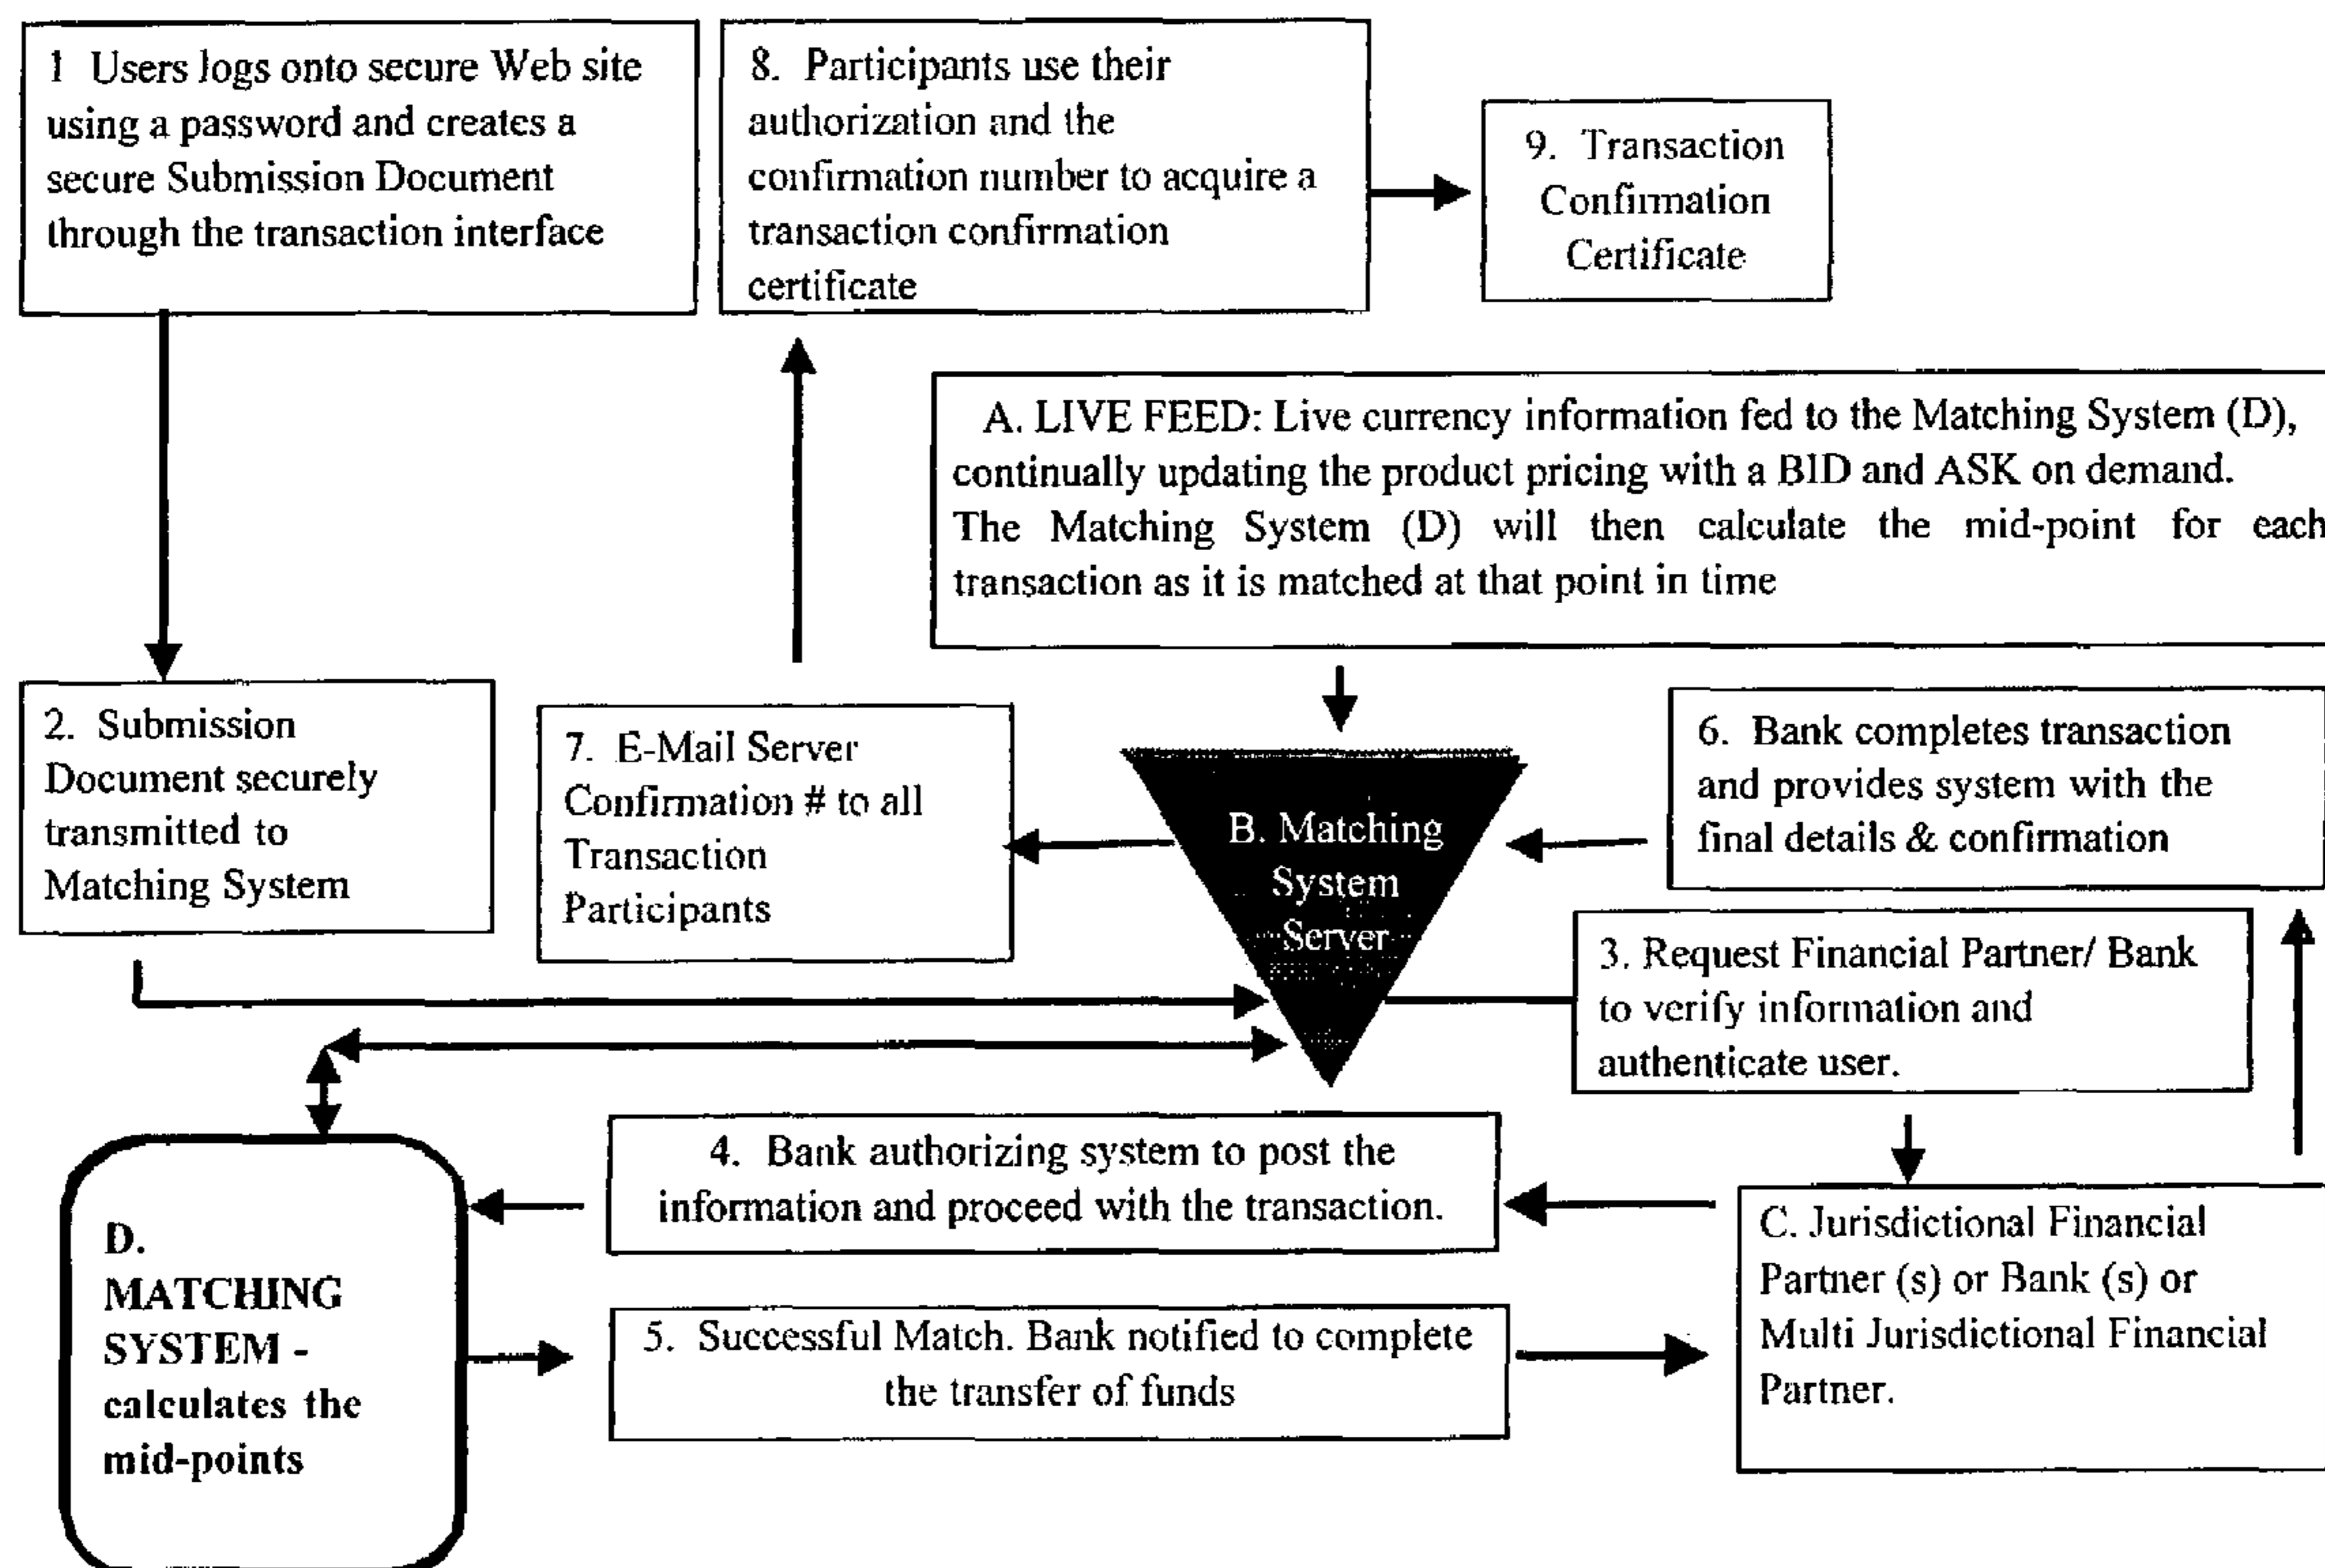 1 Users logs onto secure Web site
using a password and creates a
secure Submission Document
through the transaction interface
8. Participants use their
authorization and the
confirmation number to acquire a
transaction confirmation
certificate
9. Transaction
Confirmation
Certificate
A. LIVE FEED: Live currency information fed to the Matching System (D),
continually updating the product pricing with a BID and ASK on demand.
The Matching System (D) will then calculate the mid-point for each
transaction as it is matched at that point in time
2. Submission
Document securely
transmitted to
Matching System
7. E-Mail Server
Confirmation # to all
Transaction
Participants
B. Matching
System
Server
6. Bank completes transaction
and provides system with the
final details & confirmation
3. Request Financial Partner/ Bank
to verify information and
authenticate user.
4. Bank authorizing system to post the
information and proceed with the transaction.
C. Jurisdictional Financial
Partner (s) or Bank (s) or
Multi Jurisdictional Financial
Partner.
D.
MATCHING
SYSTEM -
calculates the
mid-points
5. Successful Match. Bank notified to complete
the transfer of funds